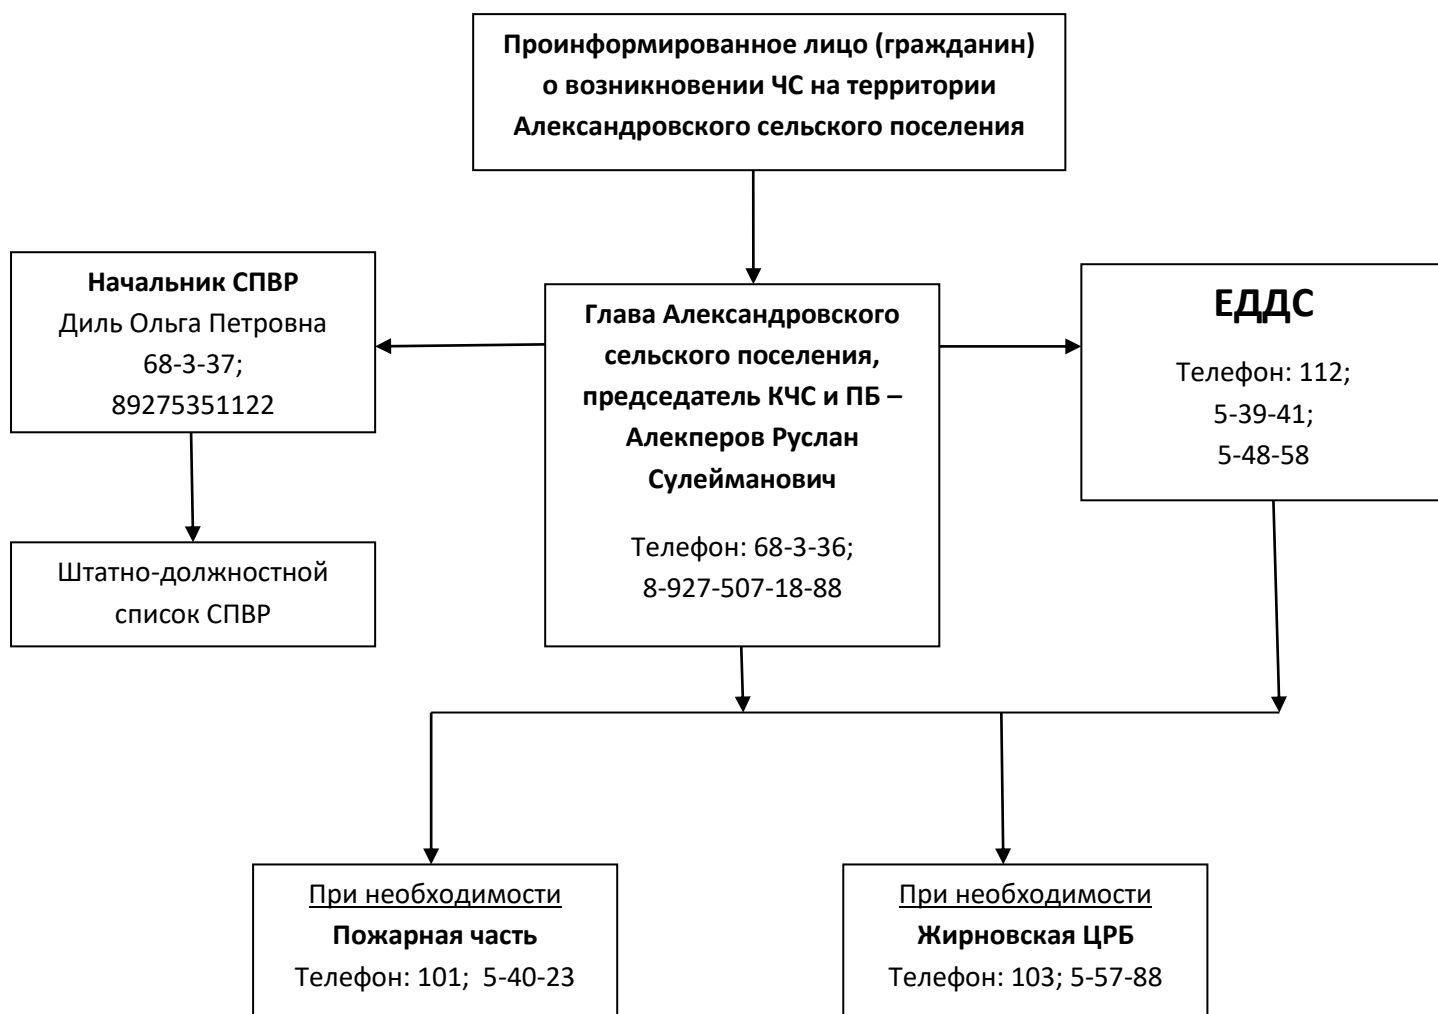 Проинформированное лицо (гражданин)
о возникновении ЧС на территории
Александровского сельского поселения
Начальник СПВР
Диль Ольга Петровна
68-3-37;
89275351122
Глава Александровского
сельского поселения,
председатель КЧС и ПБ –
Алекперов Руслан
Сулейманович
Телефон: 68-3-36;
8-927-507-18-88
ЕДДС
Телефон: 112;
5-39-41;
5-48-58
Штатно-должностной
список СПВР
При необходимости
Пожарная часть
Телефон: 101; 5-40-23
При необходимости
Жирновская ЦРБ
Телефон: 103; 5-57-88